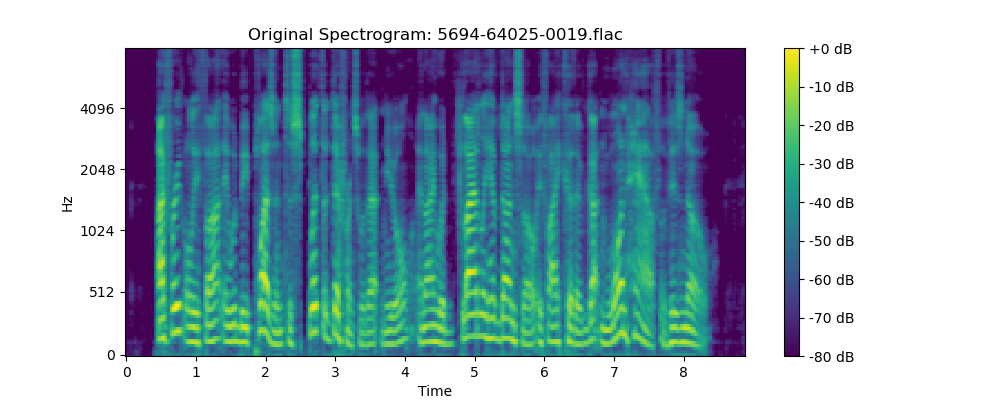 Original Spectrogram: 5694-64025-0019.flac
Hz
4096
2048
1024
512
0
0 1 2 3 4 5 6 7 8
Time
+0 dB
-10 dB
-20 dB
-30 dB
-40 dB
-50 dB
-60 dB
-70 dB
-80 dB